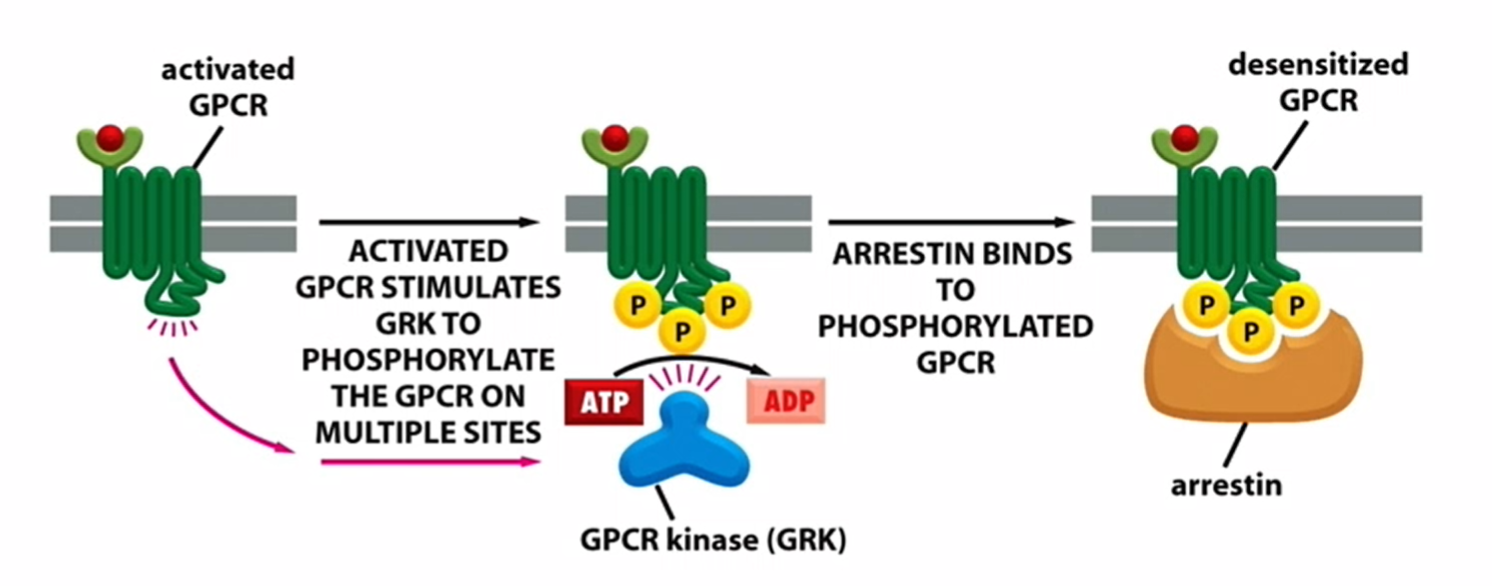 activated
GPCR
ACTIVATED
GPCR STIMULATES
GRK TO
PHOSPHORYLATE
THE GPCR ON
MULTIPLE SITES
P
P
P
ATP
ADP
GPCR kinase (GRK)
ARRESTIN BINDS
TO
PHOSPHORYLATED
GPCR
desensitized
GPCR
P
P
P
arrestin